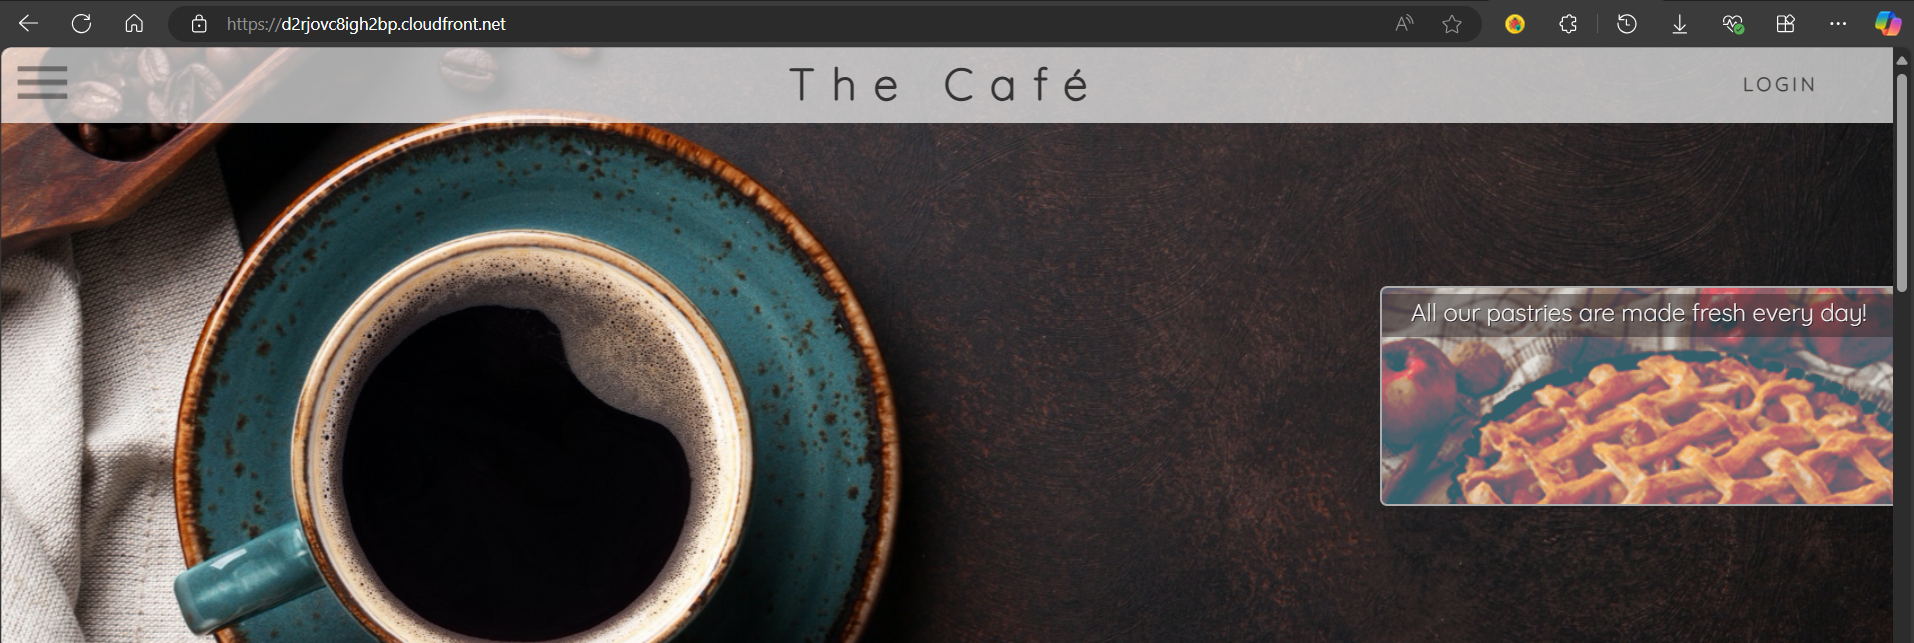 https://d2rjovc8igh2bp.cloudfront.net
The Café
LOGIN
All our pastries are made fresh every day!